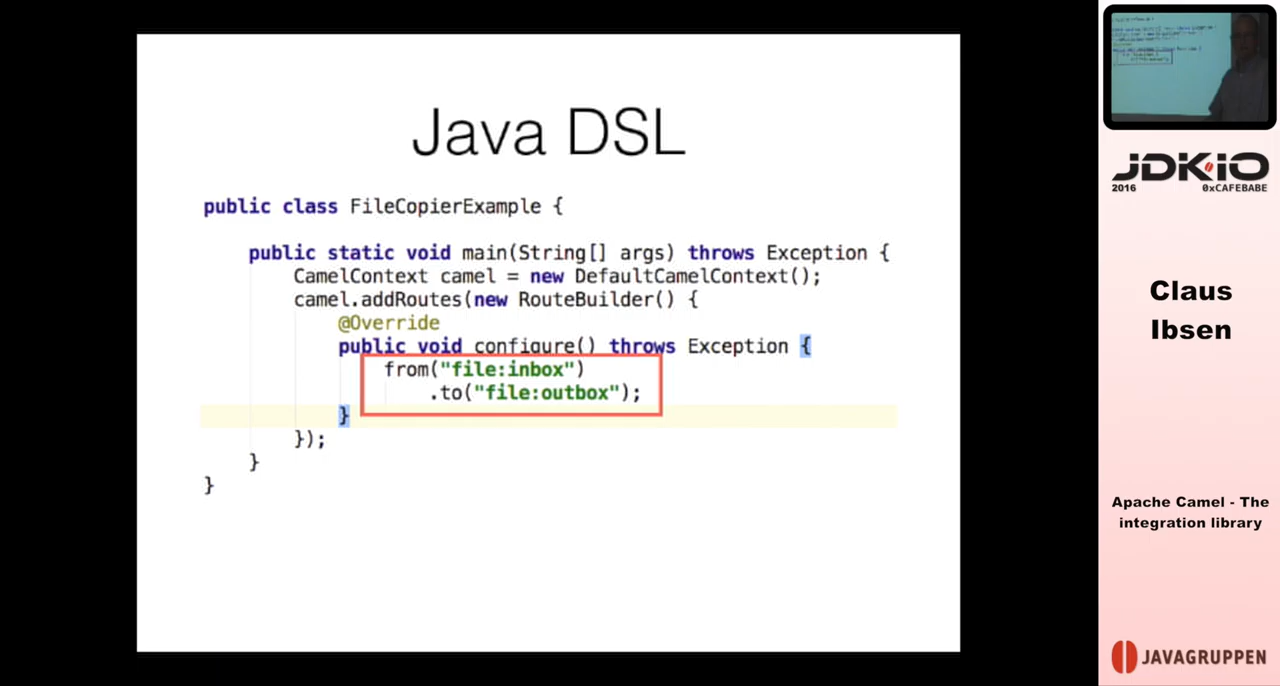 Java DSL
public class FileCopierExample {
public static void main(String[] args) throws Exception {
CamelContext camel = new DefaultCamelContext();
camel.addRoutes(new RouteBuilder() {
@Override
public void configure() throws Exception {
from("file:inbox")
.to("file:outbox");
}
});
}
}
JDK.iO
2016 0xCAFEBABE
Claus
Ibsen
Apache Camel - The
integration library
JAVAGRUPPEN